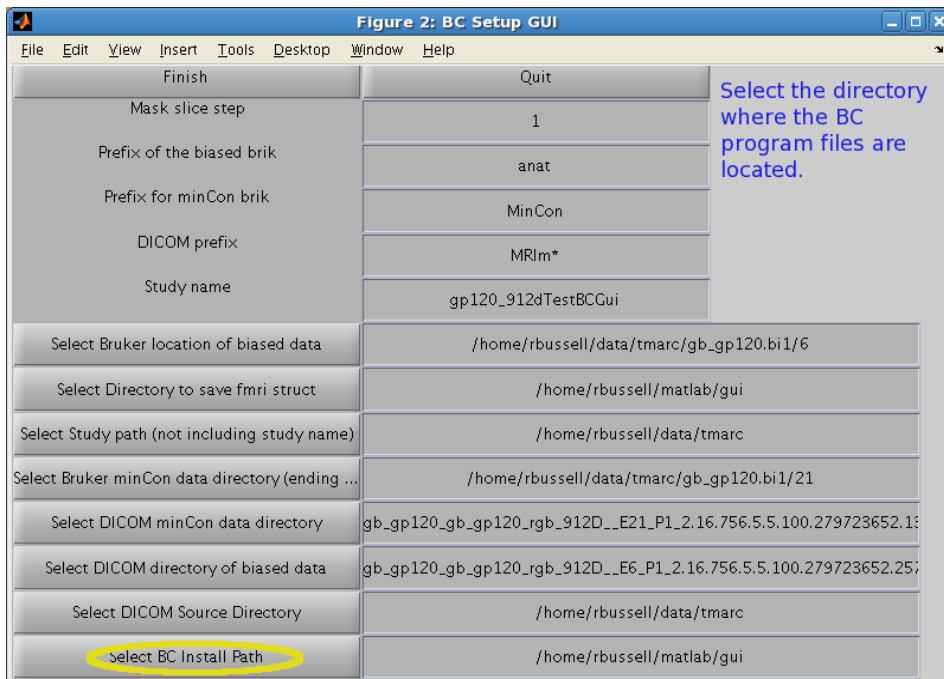 Figure 2: BC Setup GUI
File Edit View Insert Tools Desktop Window Help
Finish Quit
Select the directory
where the BC
program files are
located.
Mask slice step 1
Prefix of the biased brik anat
Prefix for minCon brik MinCon
DICOM prefix MRIm*
Study name gp120_912dTestBCGui
Select Bruker location of biased data /home/rbussell/data/tmarc/gb_gp120.bi1/6
Select Directory to save fmri struct /home/rbussell/matlab/gui
Select Study path (not including study name) /home/rbussell/data/tmarc
Select Bruker minCon data directory (ending ... /home/rbussell/data/tmarc/gb_gp120.bi1/21
Select DICOM minCon data directory gb_gp120_gb_gp120_rgb_912D__E21_P1_2.16.756.5.5.100.279723652.13
Select DICOM directory of biased data gb_gp120_gb_gp120_rgb_912D__E6_P1_2.16.756.5.5.100.279723652.257
Select DICOM Source Directory /home/rbussell/data/tmarc
Select BC Install Path /home/rbussell/matlab/gui